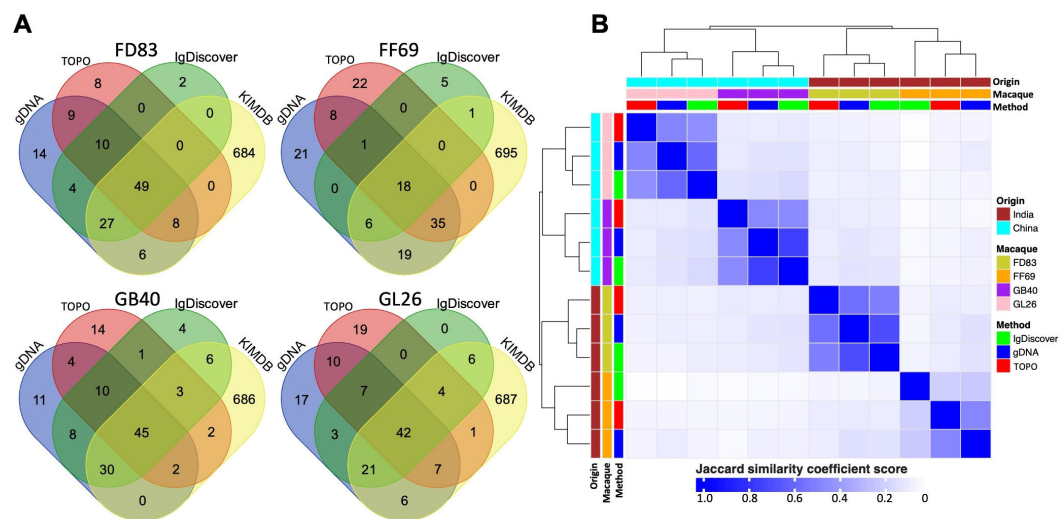 A
FD83
TOPO
IgDiscover
gDNA
KIMDB
8
2
9
0
0
14
10
0
684
4
49
0
27
8
6
FF69
TOPO
IgDiscover
gDNA
KIMDB
22
5
8
0
1
21
1
0
695
0
18
0
6
35
19
GB40
TOPO
IgDiscover
gDNA
KIMDB
14
4
4
1
6
11
10
3
686
8
45
2
30
2
0
GL26
TOPO
IgDiscover
gDNA
KIMDB
19
0
10
0
6
17
7
4
687
3
42
1
21
7
6
B
Origin
Macaque
Method
Origin
India
China
Macaque
FD83
FF69
GB40
GL26
Method
IgDiscover
gDNA
TOPO
Origin
Macaque
Method
Jaccard similarity coefficient score
1.0 0.8 0.6 0.4 0.2 0